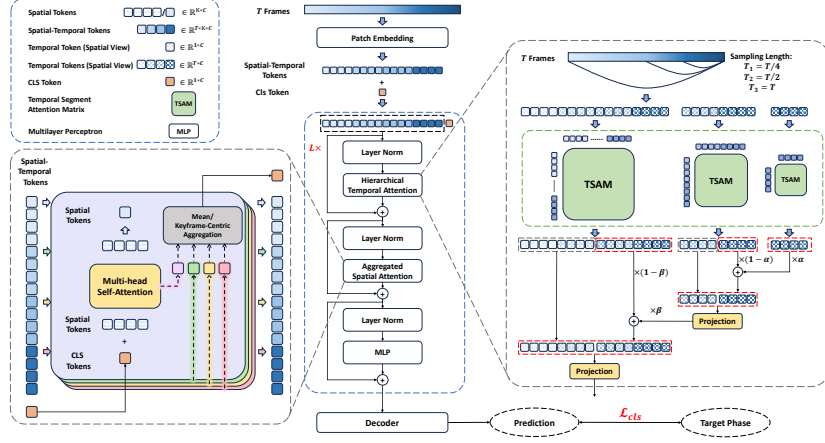 Spatial Tokens
/ ∈ ℝ^{K×C}
Spatial-Temporal Tokens
∈ ℝ^{T×K×C}
Temporal Token (Spatial View)
∈ ℝ^{1×C}
Temporal Tokens (Spatial View)
∈ ℝ^{T×C}
CLS Token
∈ ℝ^{1×C}
Temporal Segment
Attention Matrix
TSAM
Multilayer Perceptron
MLP
T Frames
Patch Embedding
Spatial-Temporal
Tokens
+
Cls Token
L×
Layer Norm
Hierarchical
Temporal Attention
+
Layer Norm
Aggregated
Spatial Attention
+
Layer Norm
MLP
+
Decoder
Prediction
ℒ_{cls}
Target Phase
Spatial-
Temporal
Tokens
Spatial
Tokens
Mean/
Keyframe-Centric
Aggregation
Multi-head
Self-Attention
Spatial
Tokens
+
CLS
Tokens
T Frames
Sampling Length:
T₁ = T/4
T₂ = T/2
T₃ = T
......
TSAM
TSAM
TSAM
×(1 − α)
×α
×(1 − β)
+
×β
Projection
+
Projection